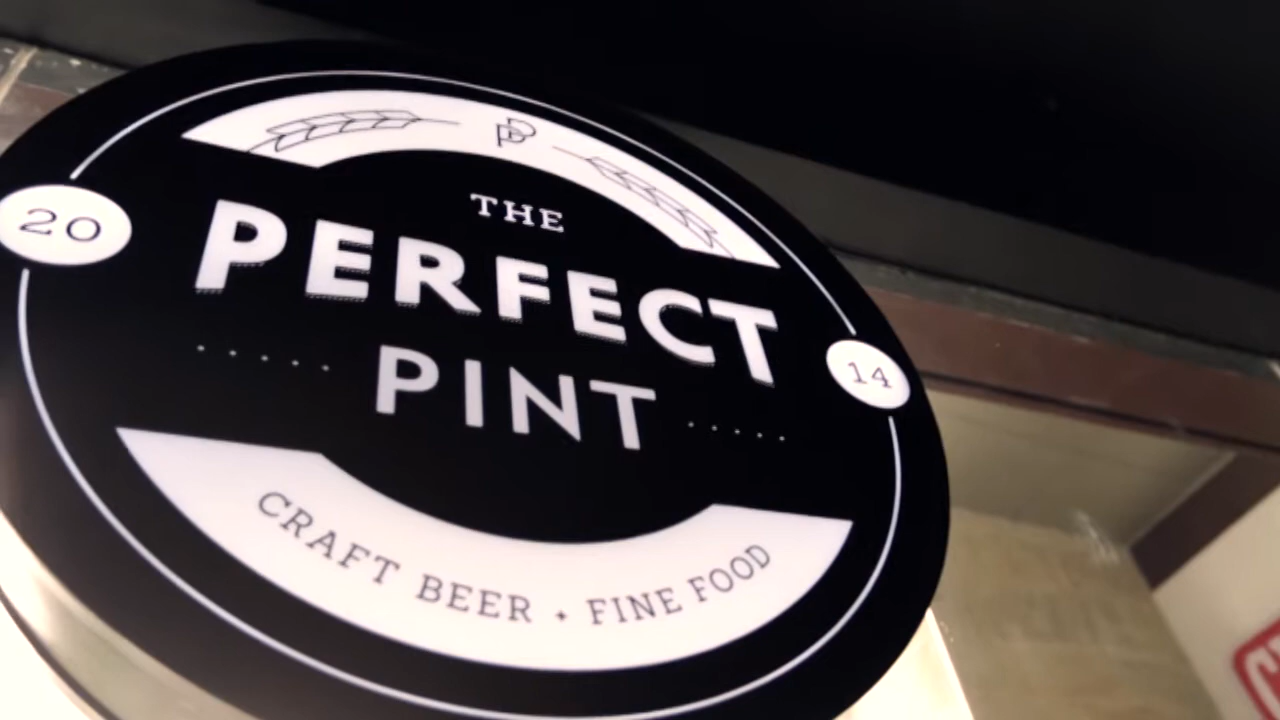 PP
THE
PERFECT
PINT
20
14
CRAFT BEER + FINE FOOD